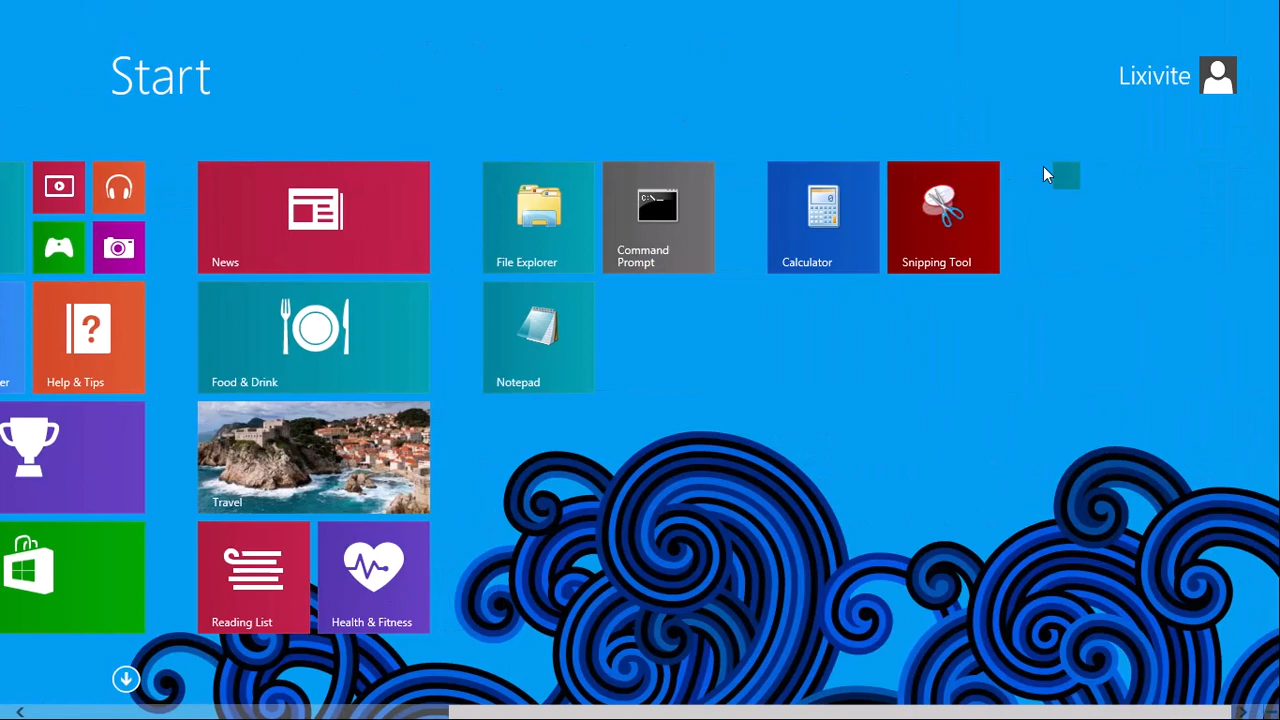 Start
Lixivite
News
File Explorer
Command
Prompt
Calculator
Snipping Tool
er
Help & Tips
Food & Drink
Notepad
Travel
Reading List
Health & Fitness